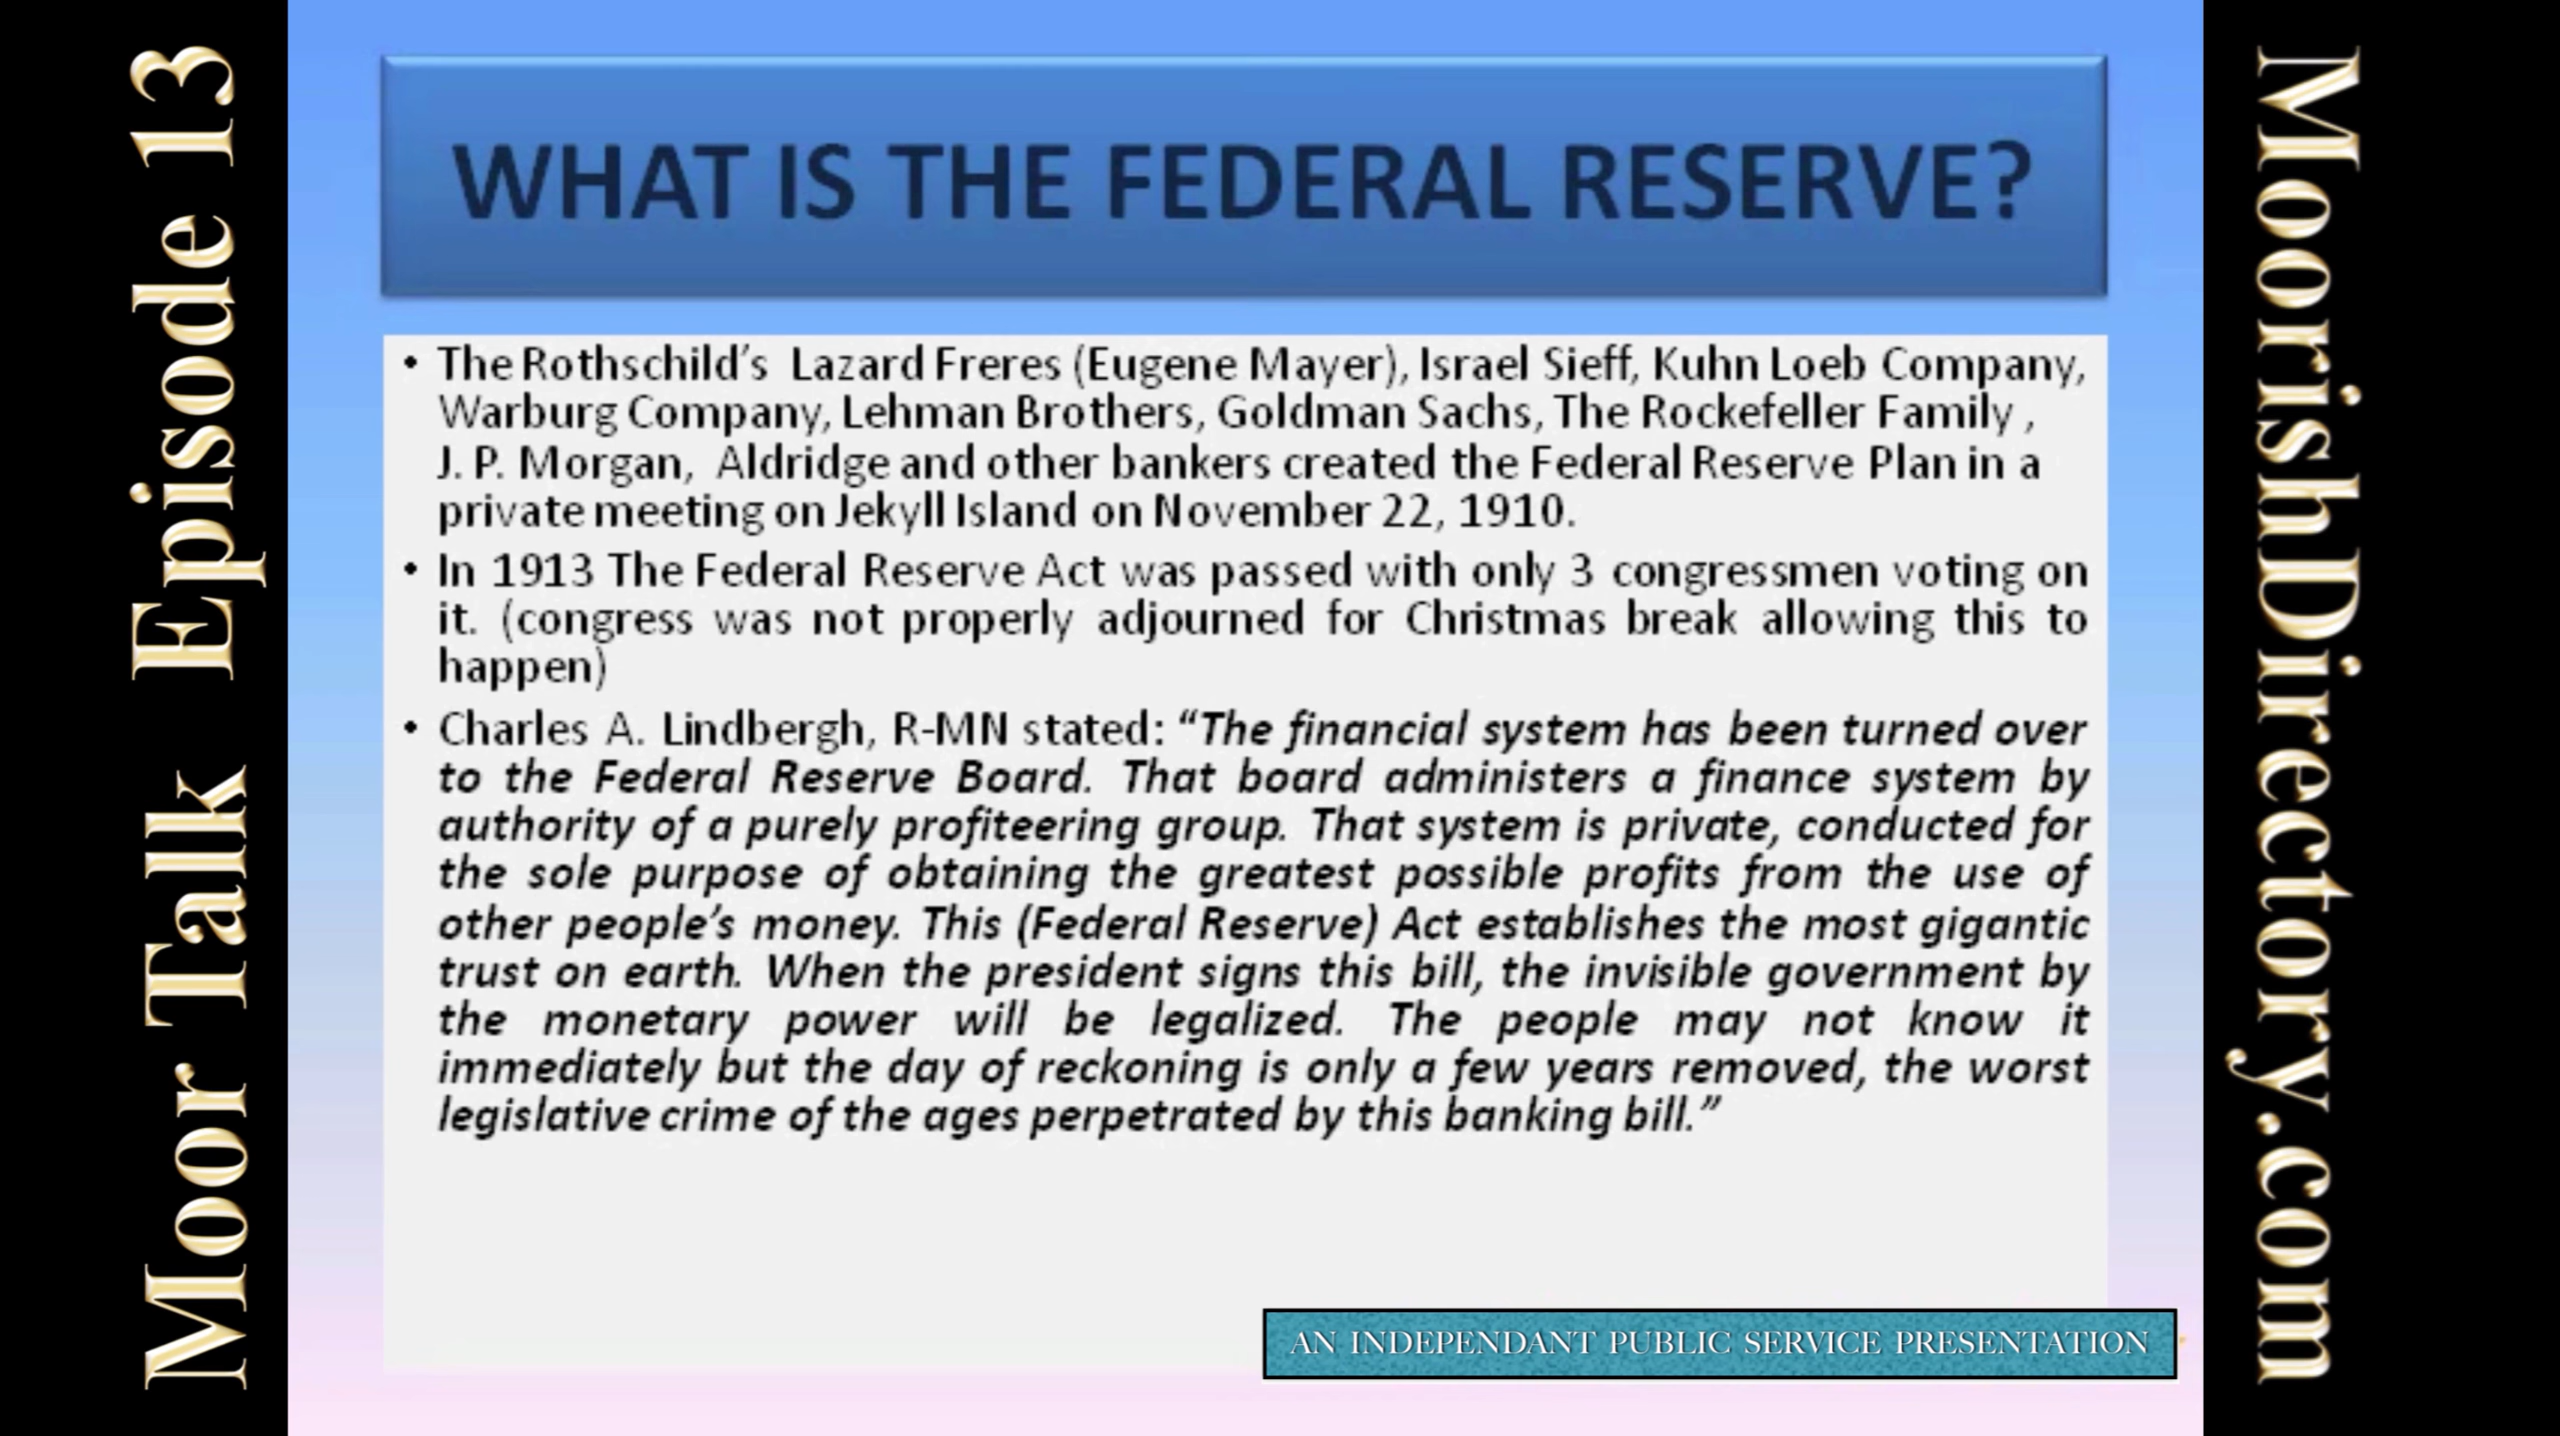 Moor Talk Episode 13
WHAT IS THE FEDERAL RESERVE?
• The Rothschild's Lazard Freres (Eugene Mayer), Israel Sieff, Kuhn Loeb Company,
Warburg Company, Lehman Brothers, Goldman Sachs, The Rockefeller Family ,
J. P. Morgan, Aldridge and other bankers created the Federal Reserve Plan in a
private meeting on Jekyll Island on November 22, 1910.
• In 1913 The Federal Reserve Act was passed with only 3 congressmen voting on
it. (congress was not properly adjourned for Christmas break allowing this to
happen)
• Charles A. Lindbergh, R-MN stated: “The financial system has been turned over
to the Federal Reserve Board. That board administers a finance system by
authority of a purely profiteering group. That system is private, conducted for
the sole purpose of obtaining the greatest possible profits from the use of
other people’s money. This (Federal Reserve) Act establishes the most gigantic
trust on earth. When the president signs this bill, the invisible government by
the monetary power will be legalized. The people may not know it
immediately but the day of reckoning is only a few years removed, the worst
legislative crime of the ages perpetrated by this banking bill.”
AN INDEPENDANT PUBLIC SERVICE PRESENTATION
MoorishDirectory.com